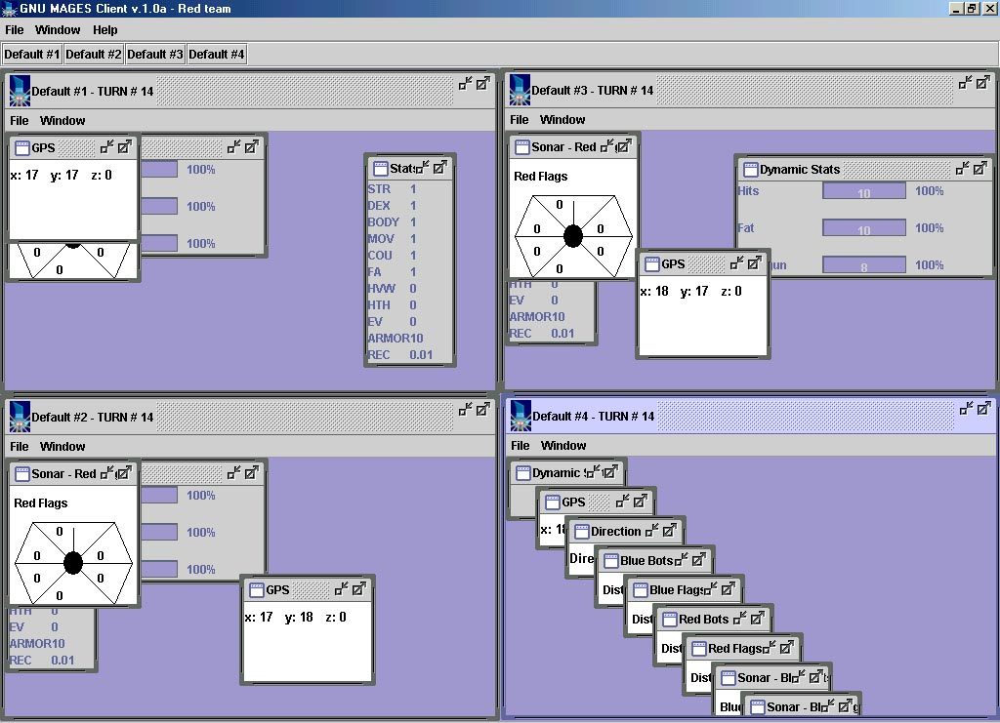 GNU MAGES Client v.1.0a - Red team
File Window Help
Default #1 Default #2 Default #3 Default #4
Default #1 - TURN # 14
File Window
GPS
x: 17 y: 17 z: 0
100%
100%
100%
0 0
0
Stats
STR 1
DEX 1
BODY 1
MOV 1
COU 1
FA 1
HVW 0
HTH 0
EV 0
ARMOR10
REC 0.01
Default #3 - TURN # 14
File Window
Sonar - Red
Red Flags
0
0 0
0 0
0
HTH 0
EV 0
ARMOR10
REC 0.01
GPS
x: 18 y: 17 z: 0
Dynamic Stats
Hits 10 100%
Fat 10 100%
un 8 100%
Default #2 - TURN # 14
File Window
Sonar - Red
Red Flags
0
0 0
0 0
0
100%
100%
100%
HTH 0
EV 0
ARMOR10
REC 0.01
GPS
x: 17 y: 18 z: 0
Default #4 - TURN # 14
File Window
Dynamic
GPS
x: 18
Direction
Dire
Blue Bots
Dist
Blue Flags
Dist
Red Bots
Dist
Red Flags
Dist
Sonar - Bl
Blue
Sonar - Bl